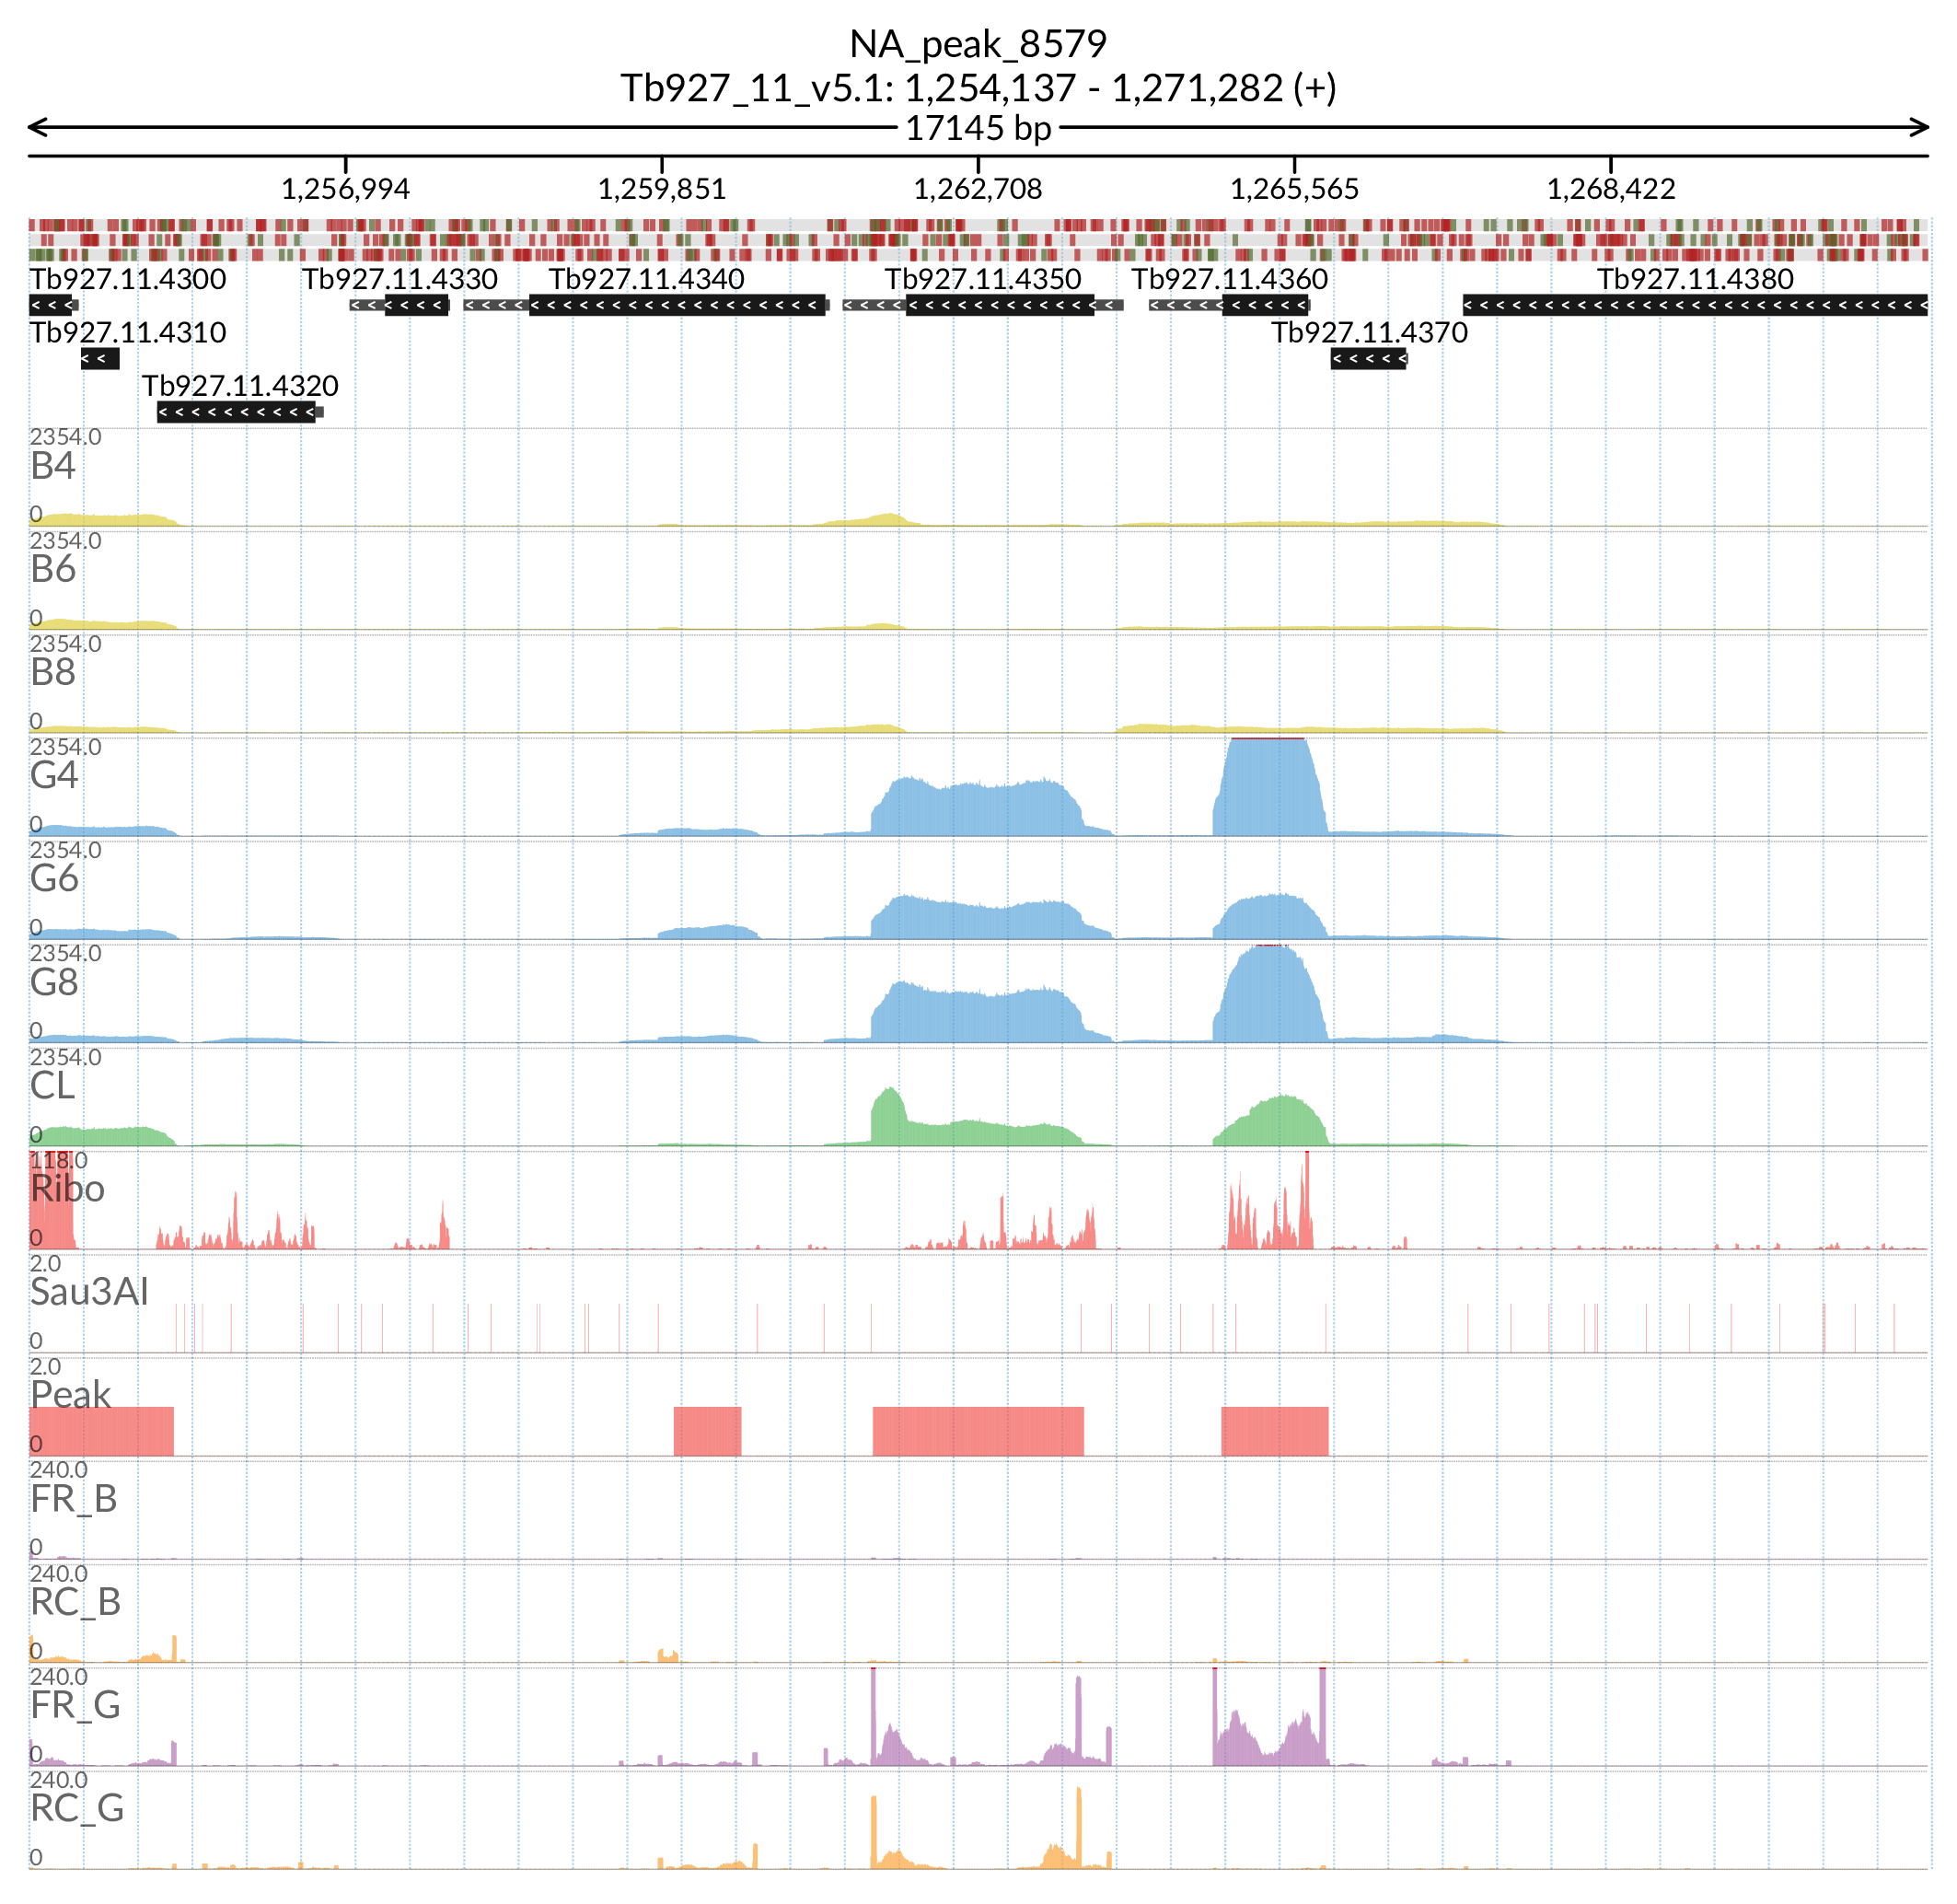 NA_peak_8579
Tb927_11_v5.1: 1,254,137 - 1,271,282 (+)
17145 bp
1,256,994 1,259,851 1,262,708 1,265,565 1,268,422
Tb927.11.4300 Tb927.11.4330 Tb927.11.4340 Tb927.11.4350 Tb927.11.4360 Tb927.11.4380
Tb927.11.4310 Tb927.11.4370
Tb927.11.4320
2354.0
B4
0
2354.0
B6
0
2354.0
B8
0
2354.0
G4
0
2354.0
G6
0
2354.0
G8
0
2354.0
CL
0
118.0
Ribo
0
2.0
Sau3AI
0
2.0
Peak
0
240.0
FR_B
0
240.0
RC_B
0
240.0
FR_G
0
240.0
RC_G
0